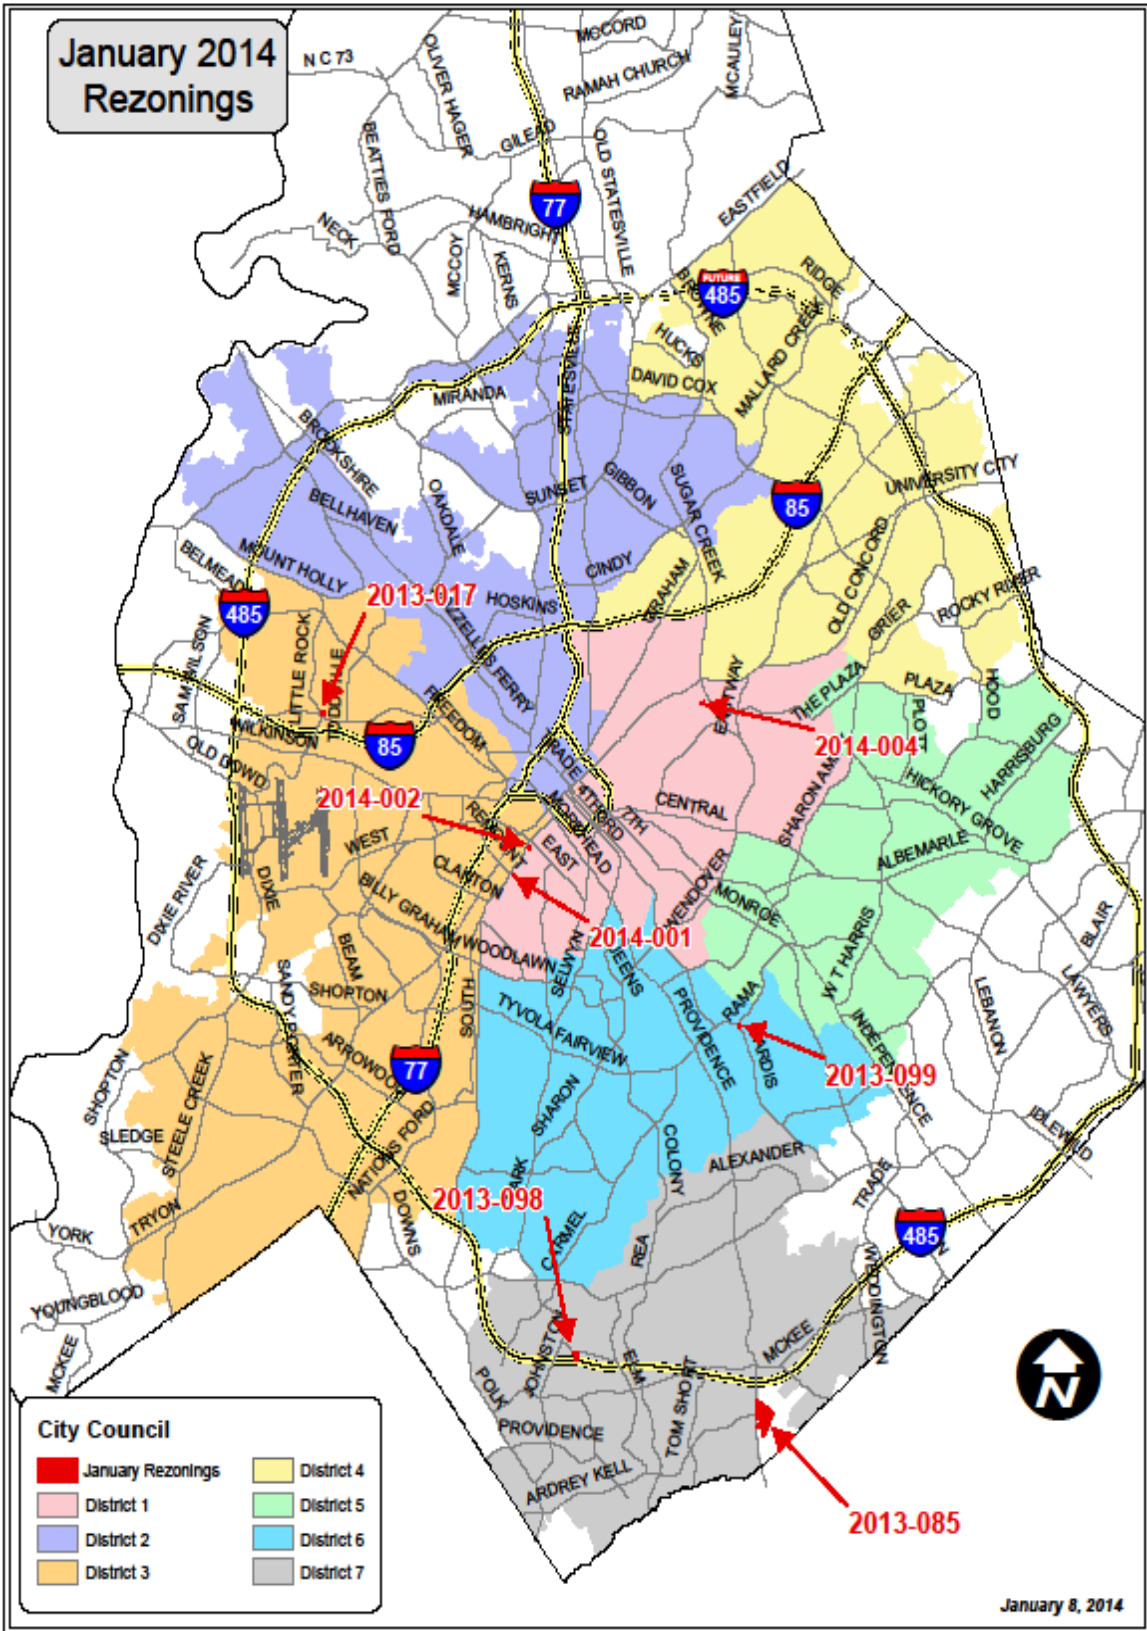 January 2014
Rezonings
N C 73
OLIVER HAGER
MCCORD
RAMAH CHURCH
MCAULEY
BEATTIES FORD
GILEAD
OLD STATESVILLE
77
EASTFIELD
NECK
HAMBRIGHT
MCCOY
KERNS
FUTURE
485
BROWNE
RIDGE
HUCKS
MALLARD CREEK
STATESVILLE
DAVID COX
MIRANDA
BROOKSHIRE
BELLHAVEN
OAKDALE
SUNSET
GIBBON
SUGAR CREEK
UNIVERSITY CITY
85
MOUNT HOLLY
BELMEADE
CINDY
GRAHAM
OLD CONCORD
GRIER
ROCKY RIVER
485
2013-017
HOSKINS
SAM WILSON
LITTLE ROCK
TODDVILLE
FREEDOM
EASTWAY
THE PLAZA
PLAZA
HOOD
WILKINSON
85
OLD DOWD
2014-004
HARRISBURG
HICKORY GROVE
2014-002
TRADE
4TH
7TH
MOREHEAD
CENTRAL
ALBEMARLE
WEST
REMOUNT
EAST
CLANTON
DIXIE
DIXIE RIVER
BILLY GRAHAM
WOODLAWN
2014-001
WENDOVER
MONROE
W T HARRIS
BLAIR
SELWYN
QUEENS
BEAM
SHOPTON
SANDY PORTER
SOUTH
TYVOLA
FAIRVIEW
PROVIDENCE
RAMA
INDEPENDENCE
LEBANON
LAWYERS
ARROWOOD
77
SHOPTON
STEELE CREEK
SHARON
2013-099
SLEDGE
NATIONS FORD
COLONY
ALEXANDER
IDLEWILD
TRADE
YORK
TRYON
DOWNS
2013-098
CARMEL
REA
485
WEDDINGTON
YOUNGBLOOD
MCKEE
JOHNSTON
ELM
MCKEE
POLK
TOM SHORT
PROVIDENCE
ARDREY KELL
2013-085
N
City Council
January Rezonings
District 1
District 2
District 3
District 4
District 5
District 6
District 7
January 8, 2014